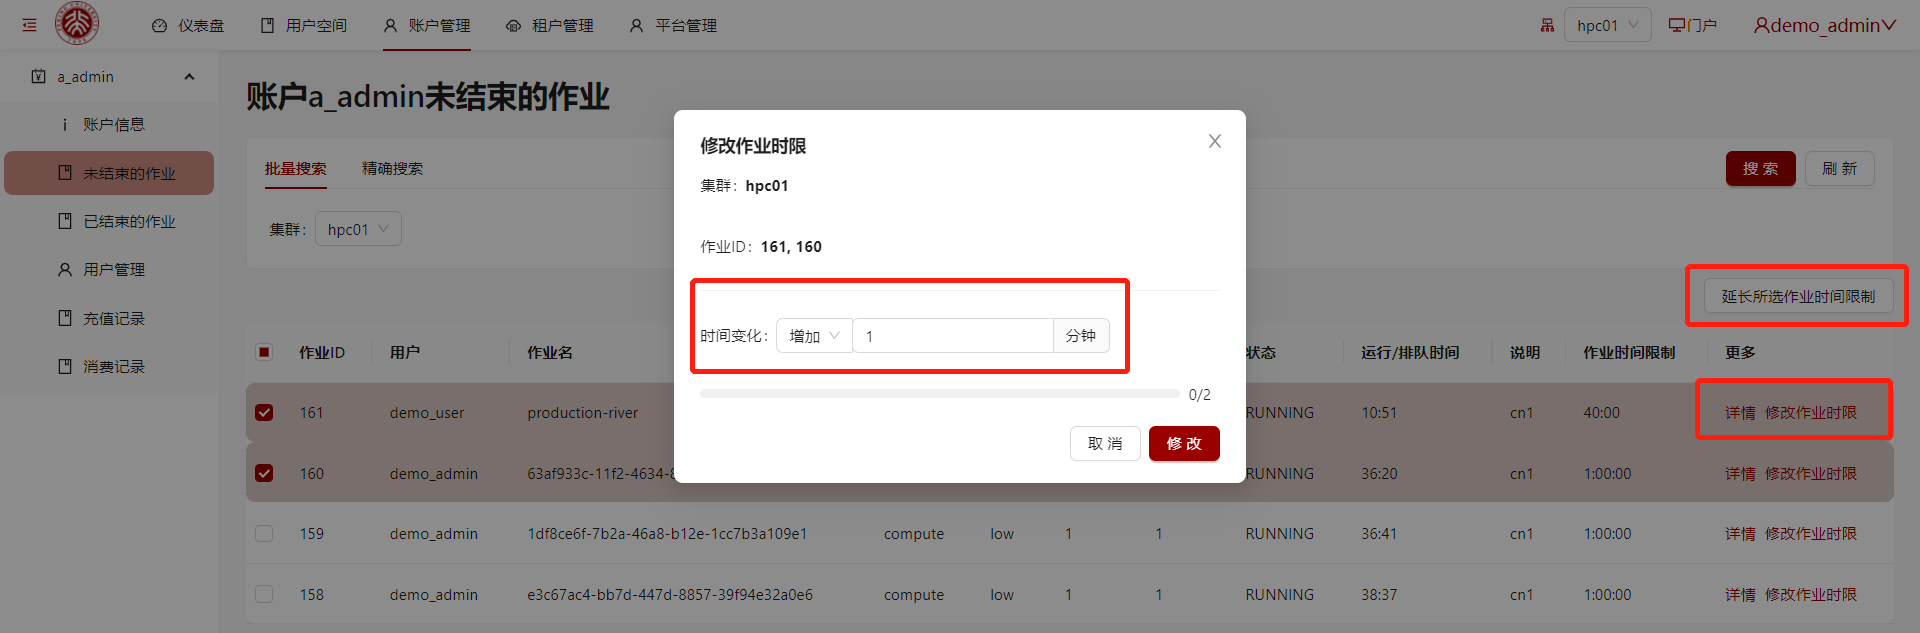 仪表盘 用户空间 账户管理 租户管理 平台管理 hpc01 门户 demo_admin
a_admin
账户信息
未结束的作业
已结束的作业
用户管理
充值记录
消费记录
账户a_admin未结束的作业
批量搜索 精确搜索 搜 索 刷 新
集群： hpc01
延长所选作业时间限制
修改作业时限
集群：hpc01
作业ID：161, 160
时间变化： 增加 1 分钟
0/2
取 消 修 改
作业ID 用户 作业名 状态 运行/排队时间 说明 作业时间限制 更多
161 demo_user production-river RUNNING 10:51 cn1 40:00 详情 修改作业时限
160 demo_admin 63af933c-11f2-4634- RUNNING 36:20 cn1 1:00:00 详情 修改作业时限
159 demo_admin 1df8ce6f-7b2a-46a8-b12e-1cc7b3a109e1 compute low 1 1 RUNNING 36:41 cn1 1:00:00 详情 修改作业时限
158 demo_admin e3c67ac4-bb7d-447d-8857-39f94e32a0e6 compute low 1 1 RUNNING 38:37 cn1 1:00:00 详情 修改作业时限